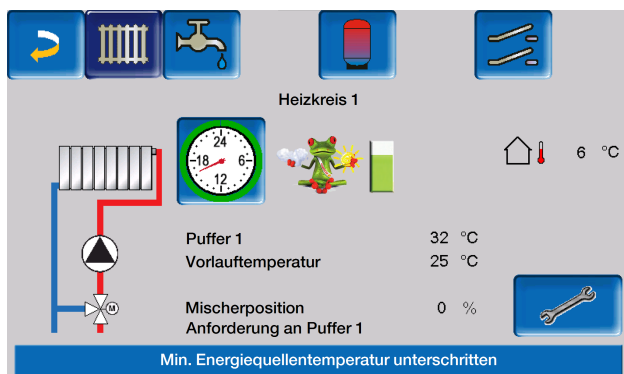 Heizkreis 1
24
18 6
12
6 °C
Puffer 1 32 °C
Vorlauftemperatur 25 °C
M
Mischerposition 0 %
Anforderung an Puffer 1
Min. Energiequellentemperatur unterschritten